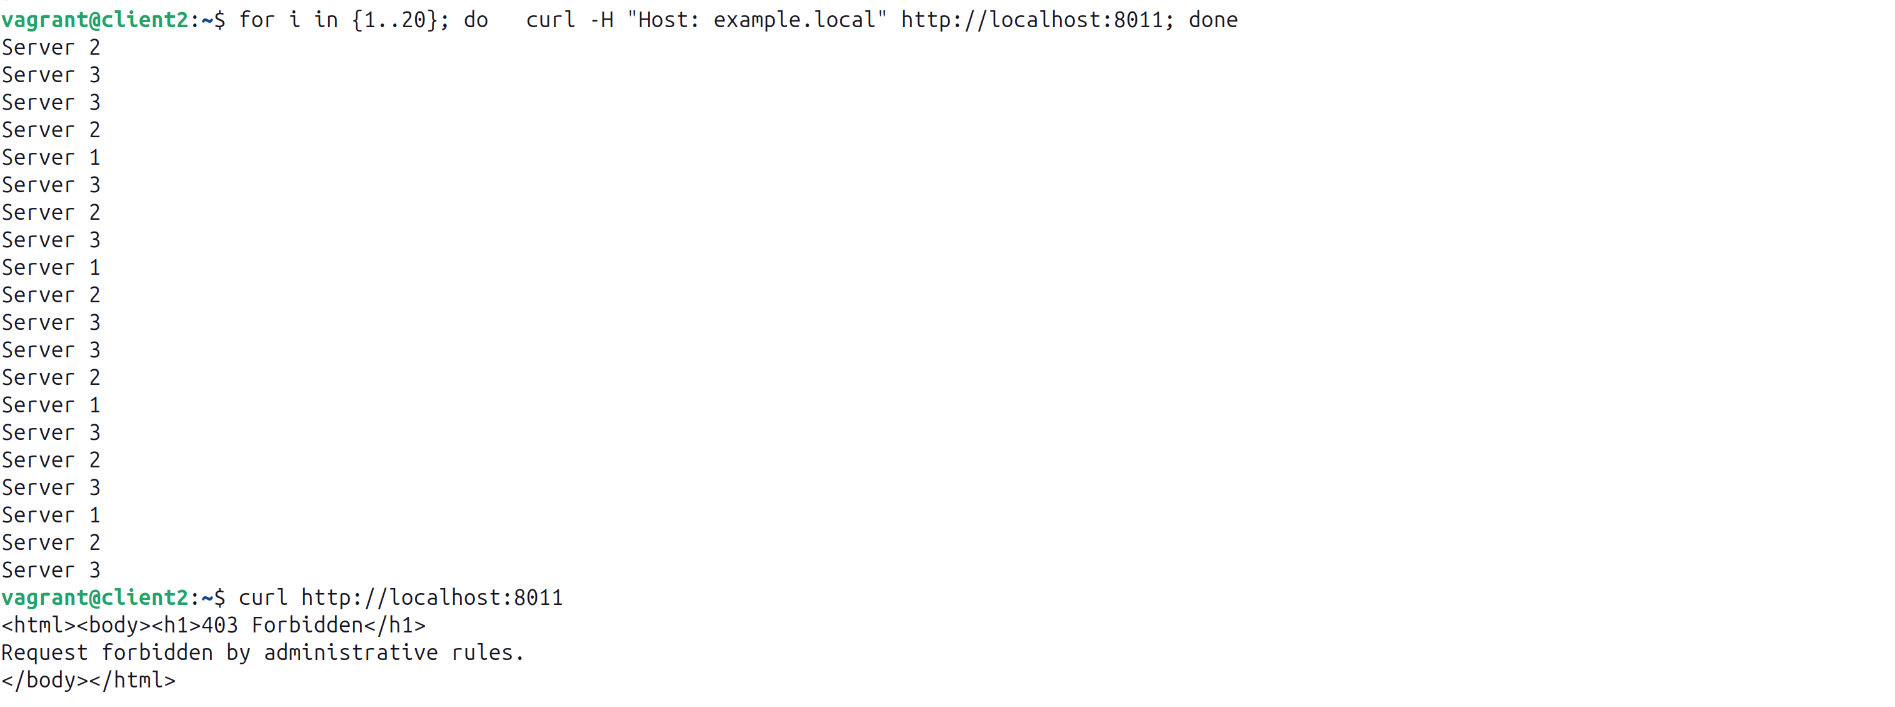 vagrant@client2:~$ for i in {1..20}; do   curl -H "Host: example.local" http://localhost:8011; done
Server 2
Server 3
Server 3
Server 2
Server 1
Server 3
Server 2
Server 3
Server 1
Server 2
Server 3
Server 3
Server 2
Server 1
Server 3
Server 2
Server 3
Server 1
Server 2
Server 3
vagrant@client2:~$ curl http://localhost:8011
<html><body><h1>403 Forbidden</h1>
Request forbidden by administrative rules.
</body></html>